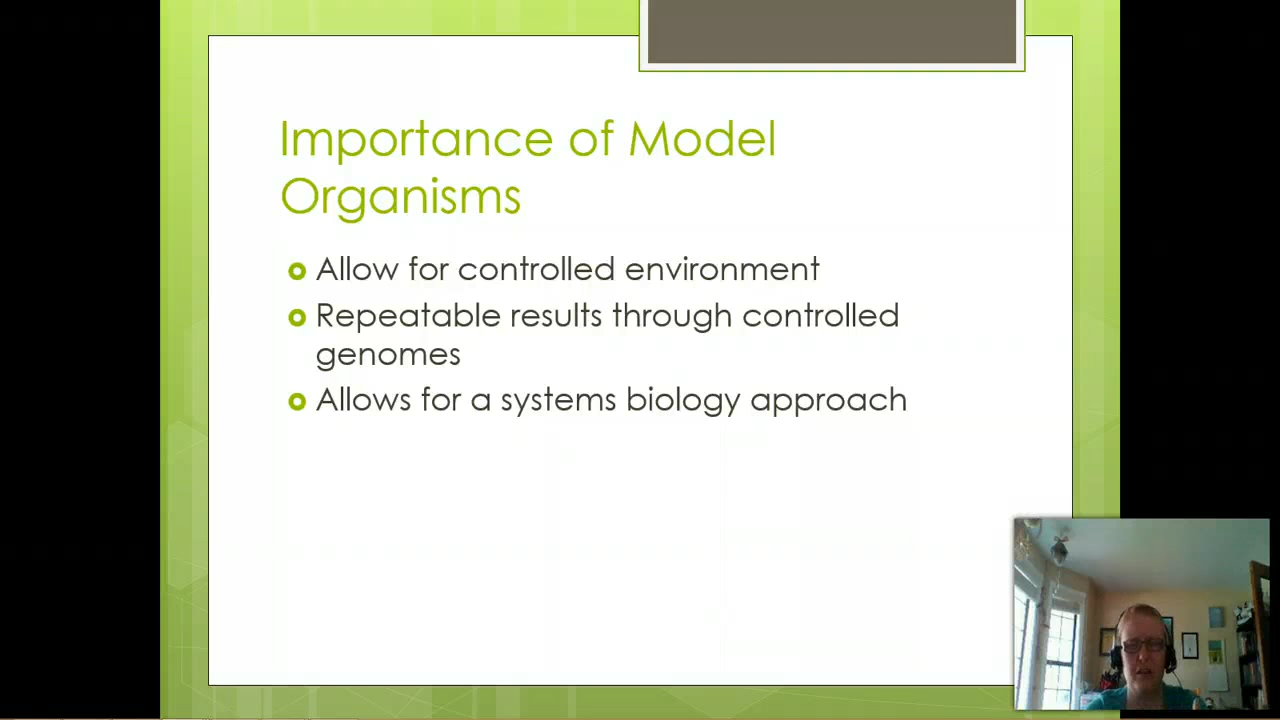 Importance of Model
Organisms
Allow for controlled environment
Repeatable results through controlled
genomes
Allows for a systems biology approach